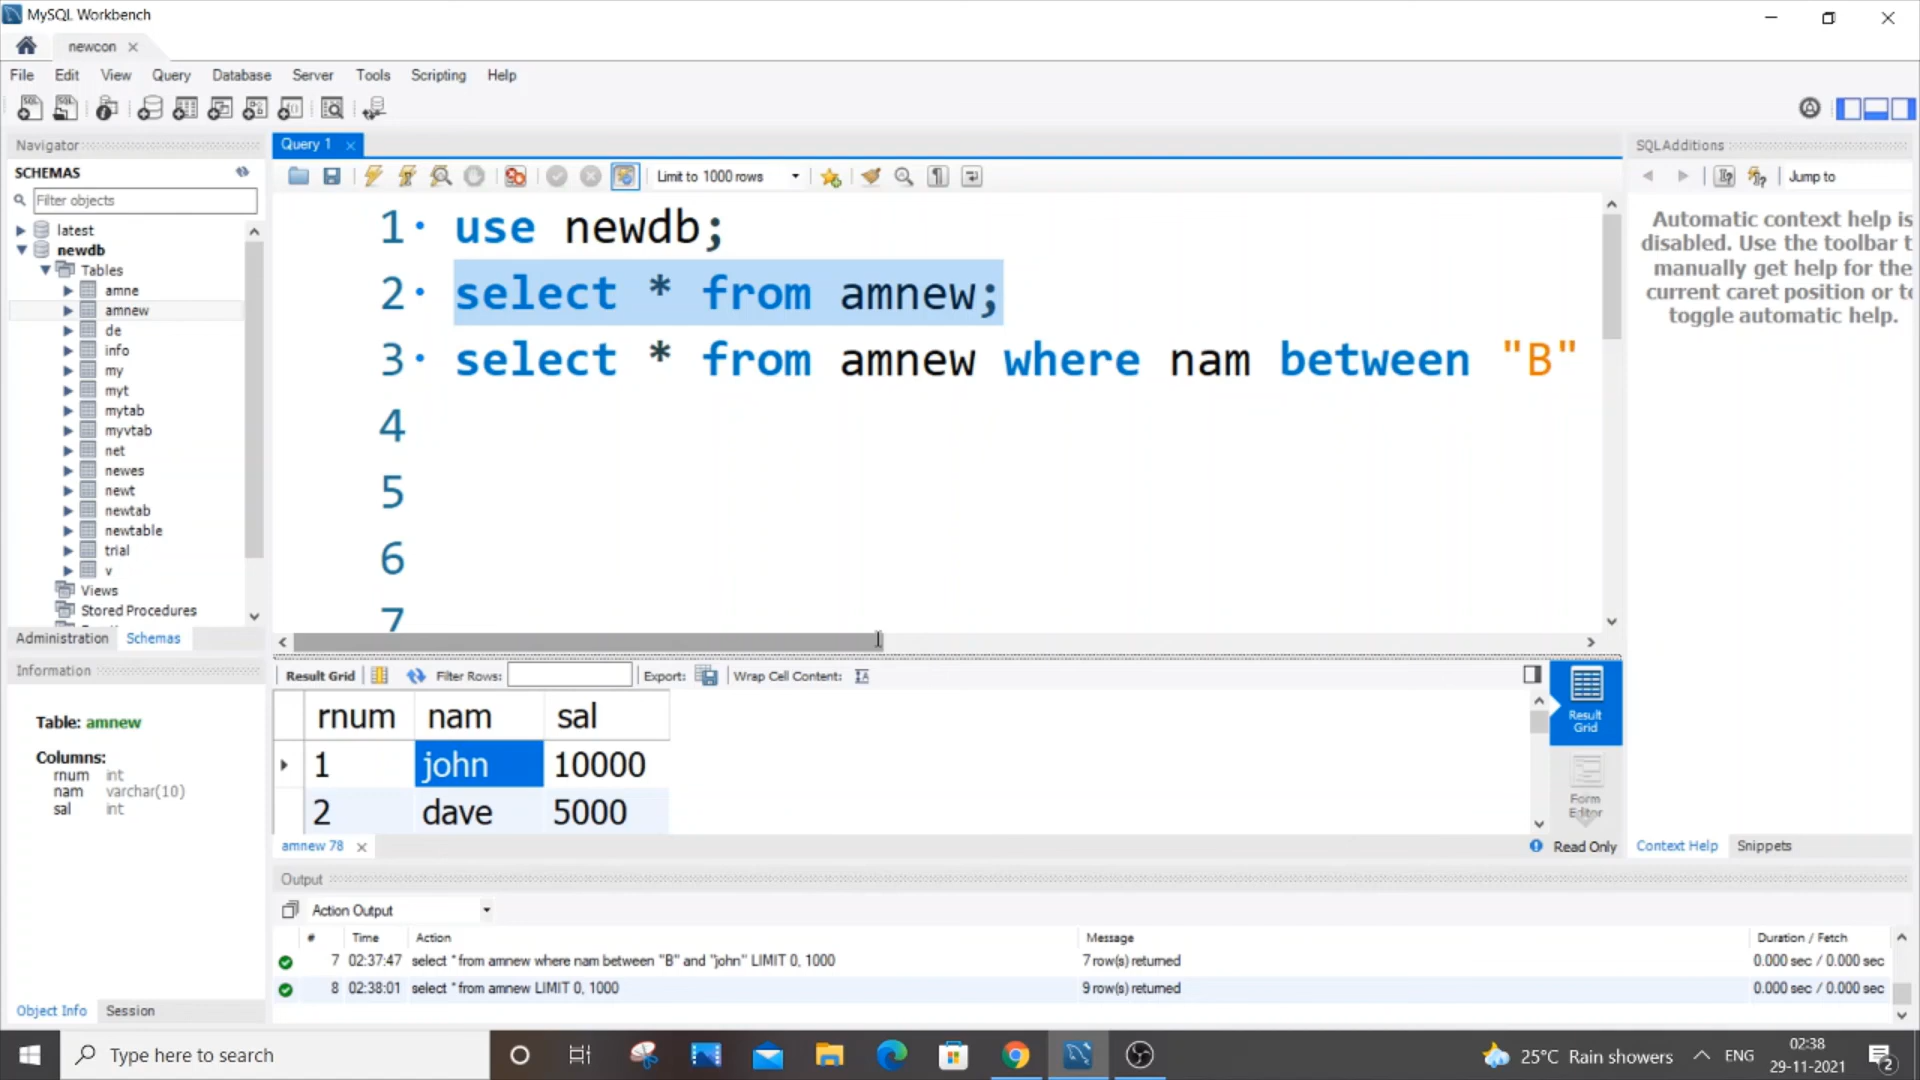 MySQL Workbench
newcon
File Edit View Query Database Server Tools Scripting Help
Navigator
SCHEMAS
Filter objects
latest
newdb
Tables
amne
amnew
de
info
my
myt
mytab
myvtab
net
newes
newt
newtab
newtable
trial
v
Views
Stored Procedures
Administration Schemas
Information
Table: amnew
Columns:
rnum int
nam varchar(10)
sal int
Object Info Session
Query 1
Limit to 1000 rows
1 use newdb;
2 select * from amnew;
3 select * from amnew where nam between "B"
4
5
6
7
Result Grid Filter Rows: Export: Wrap Cell Content:
rnum nam sal
1 john 10000
2 dave 5000
Result
Grid
Form
Editor
amnew 78
Read Only
SQLAdditions
Jump to
Automatic context help is
disabled. Use the toolbar t
manually get help for the
current caret position or to
toggle automatic help.
Context Help Snippets
Output
Action Output
# Time Action Message Duration / Fetch
7 02:37:47 select * from amnew where nam between "B" and "john" LIMIT 0, 1000 7 row(s) returned 0.000 sec / 0.000 sec
8 02:38:01 select * from amnew LIMIT 0, 1000 9 row(s) returned 0.000 sec / 0.000 sec
Type here to search
25°C Rain showers
ENG
02:38
29-11-2021
2